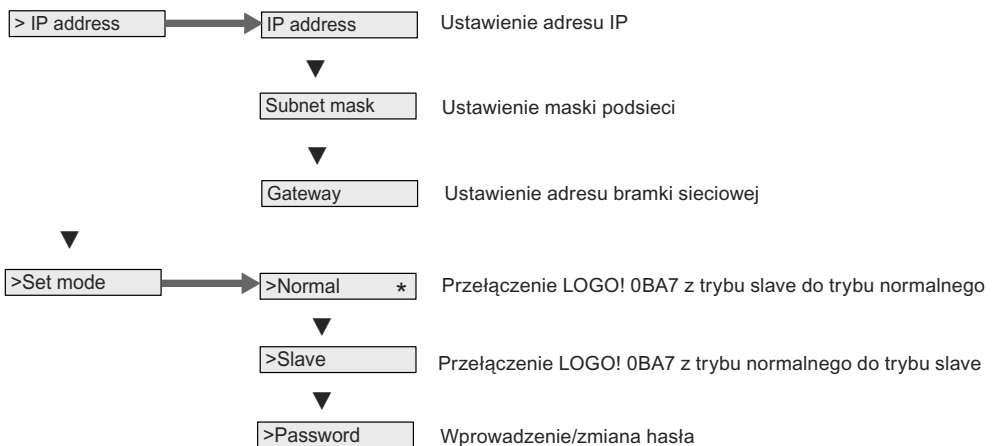 > IP address
IP address
Ustawienie adresu IP
Subnet mask
Ustawienie maski podsieci
Gateway
Ustawienie adresu bramki sieciowej
>Set mode
>Normal *
Przełączenie LOGO! 0BA7 z trybu slave do trybu normalnego
>Slave
Przełączenie LOGO! 0BA7 z trybu normalnego do trybu slave
>Password
Wprowadzenie/zmiana hasła